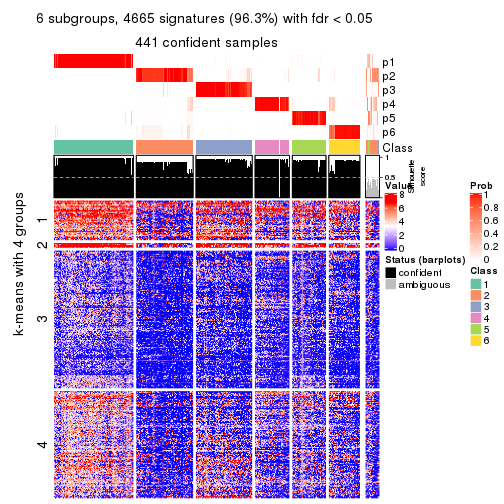 6 subgroups, 4665 signatures (96.3%) with fdr < 0.05
441 confident samples
p1
p2
p3
p4
p5
p6
Class
1
0.5
0
Silhouette
score
k-means with 4 groups
1
2
3
4
Value
8
6
4
2
0
Status (barplots)
confident
ambiguous
Prob
1
0.8
0.6
0.4
0.2
0
Class
1
2
3
4
5
6